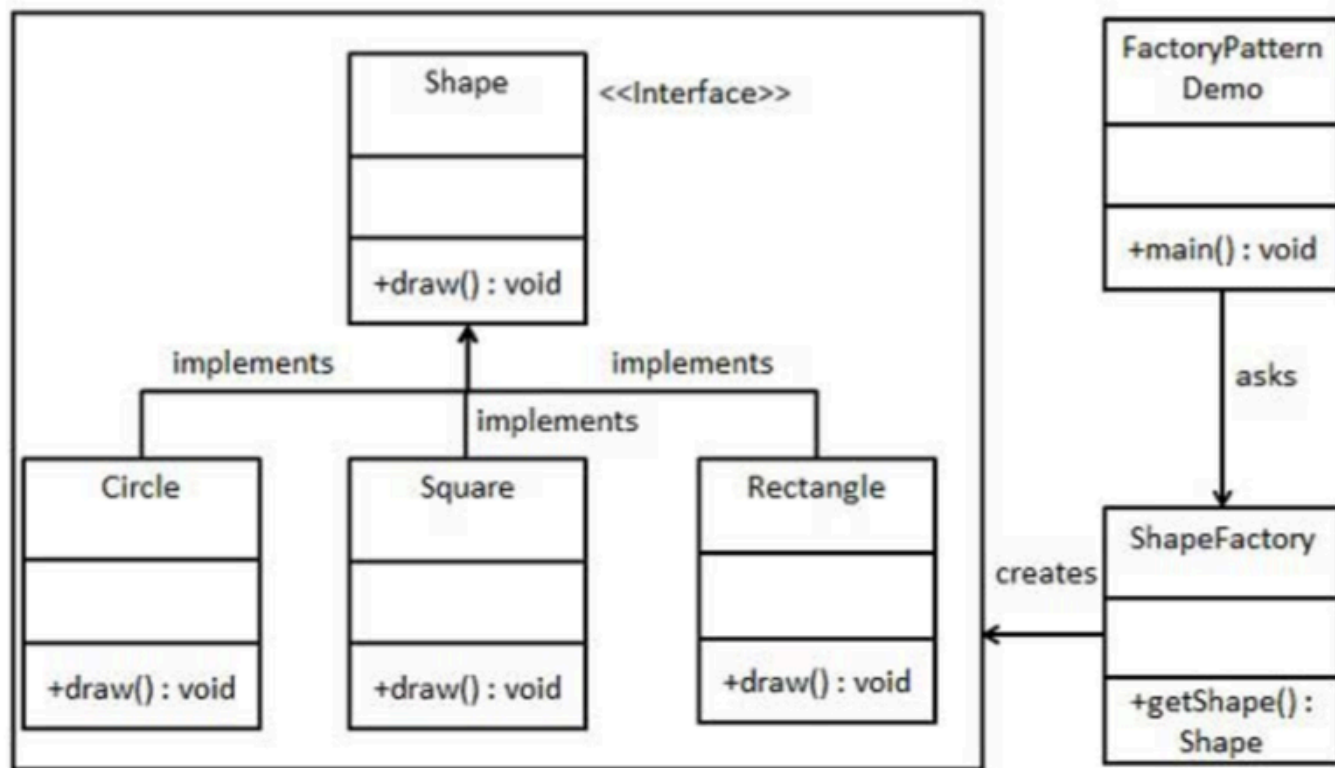 Shape
<<Interface>>
+draw() : void
implements
implements
implements
Circle
+draw() : void
Square
+draw() : void
Rectangle
+draw() : void
FactoryPattern
Demo
+main() : void
asks
ShapeFactory
+getShape() :
Shape
creates